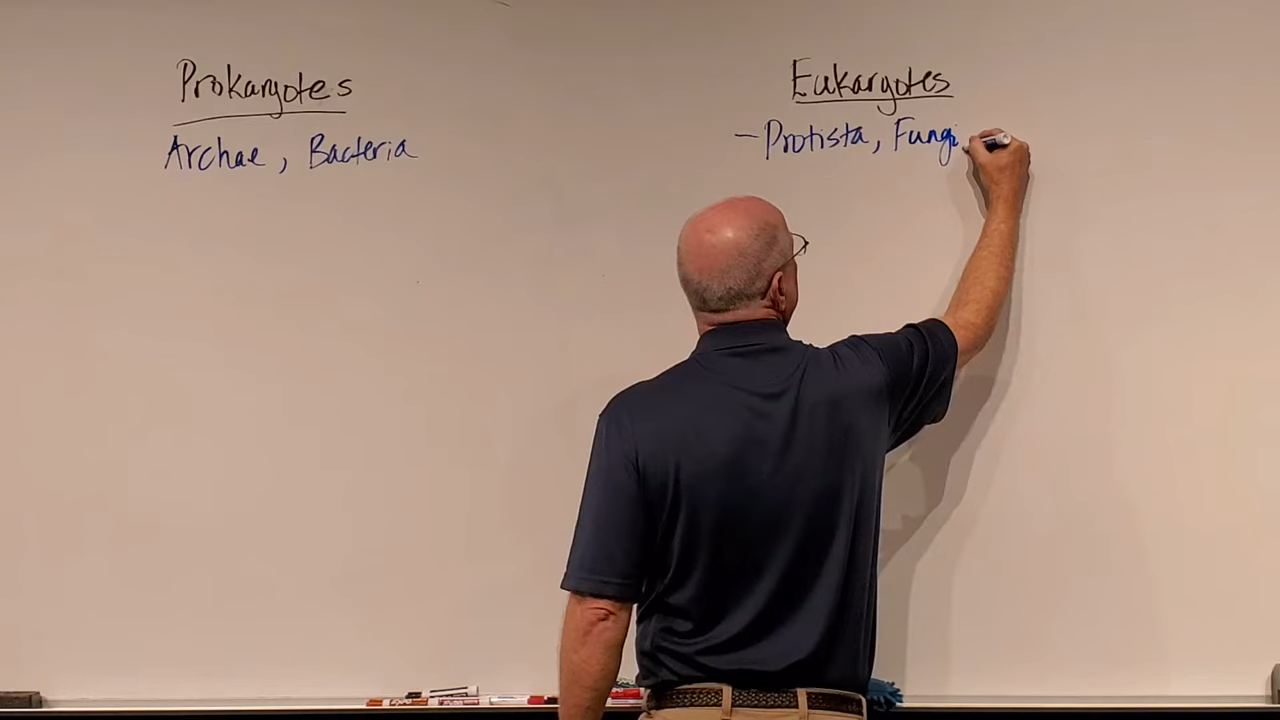 Prokaryotes
Archae, Bacteria
Eukaryotes
- Protista, Fungi